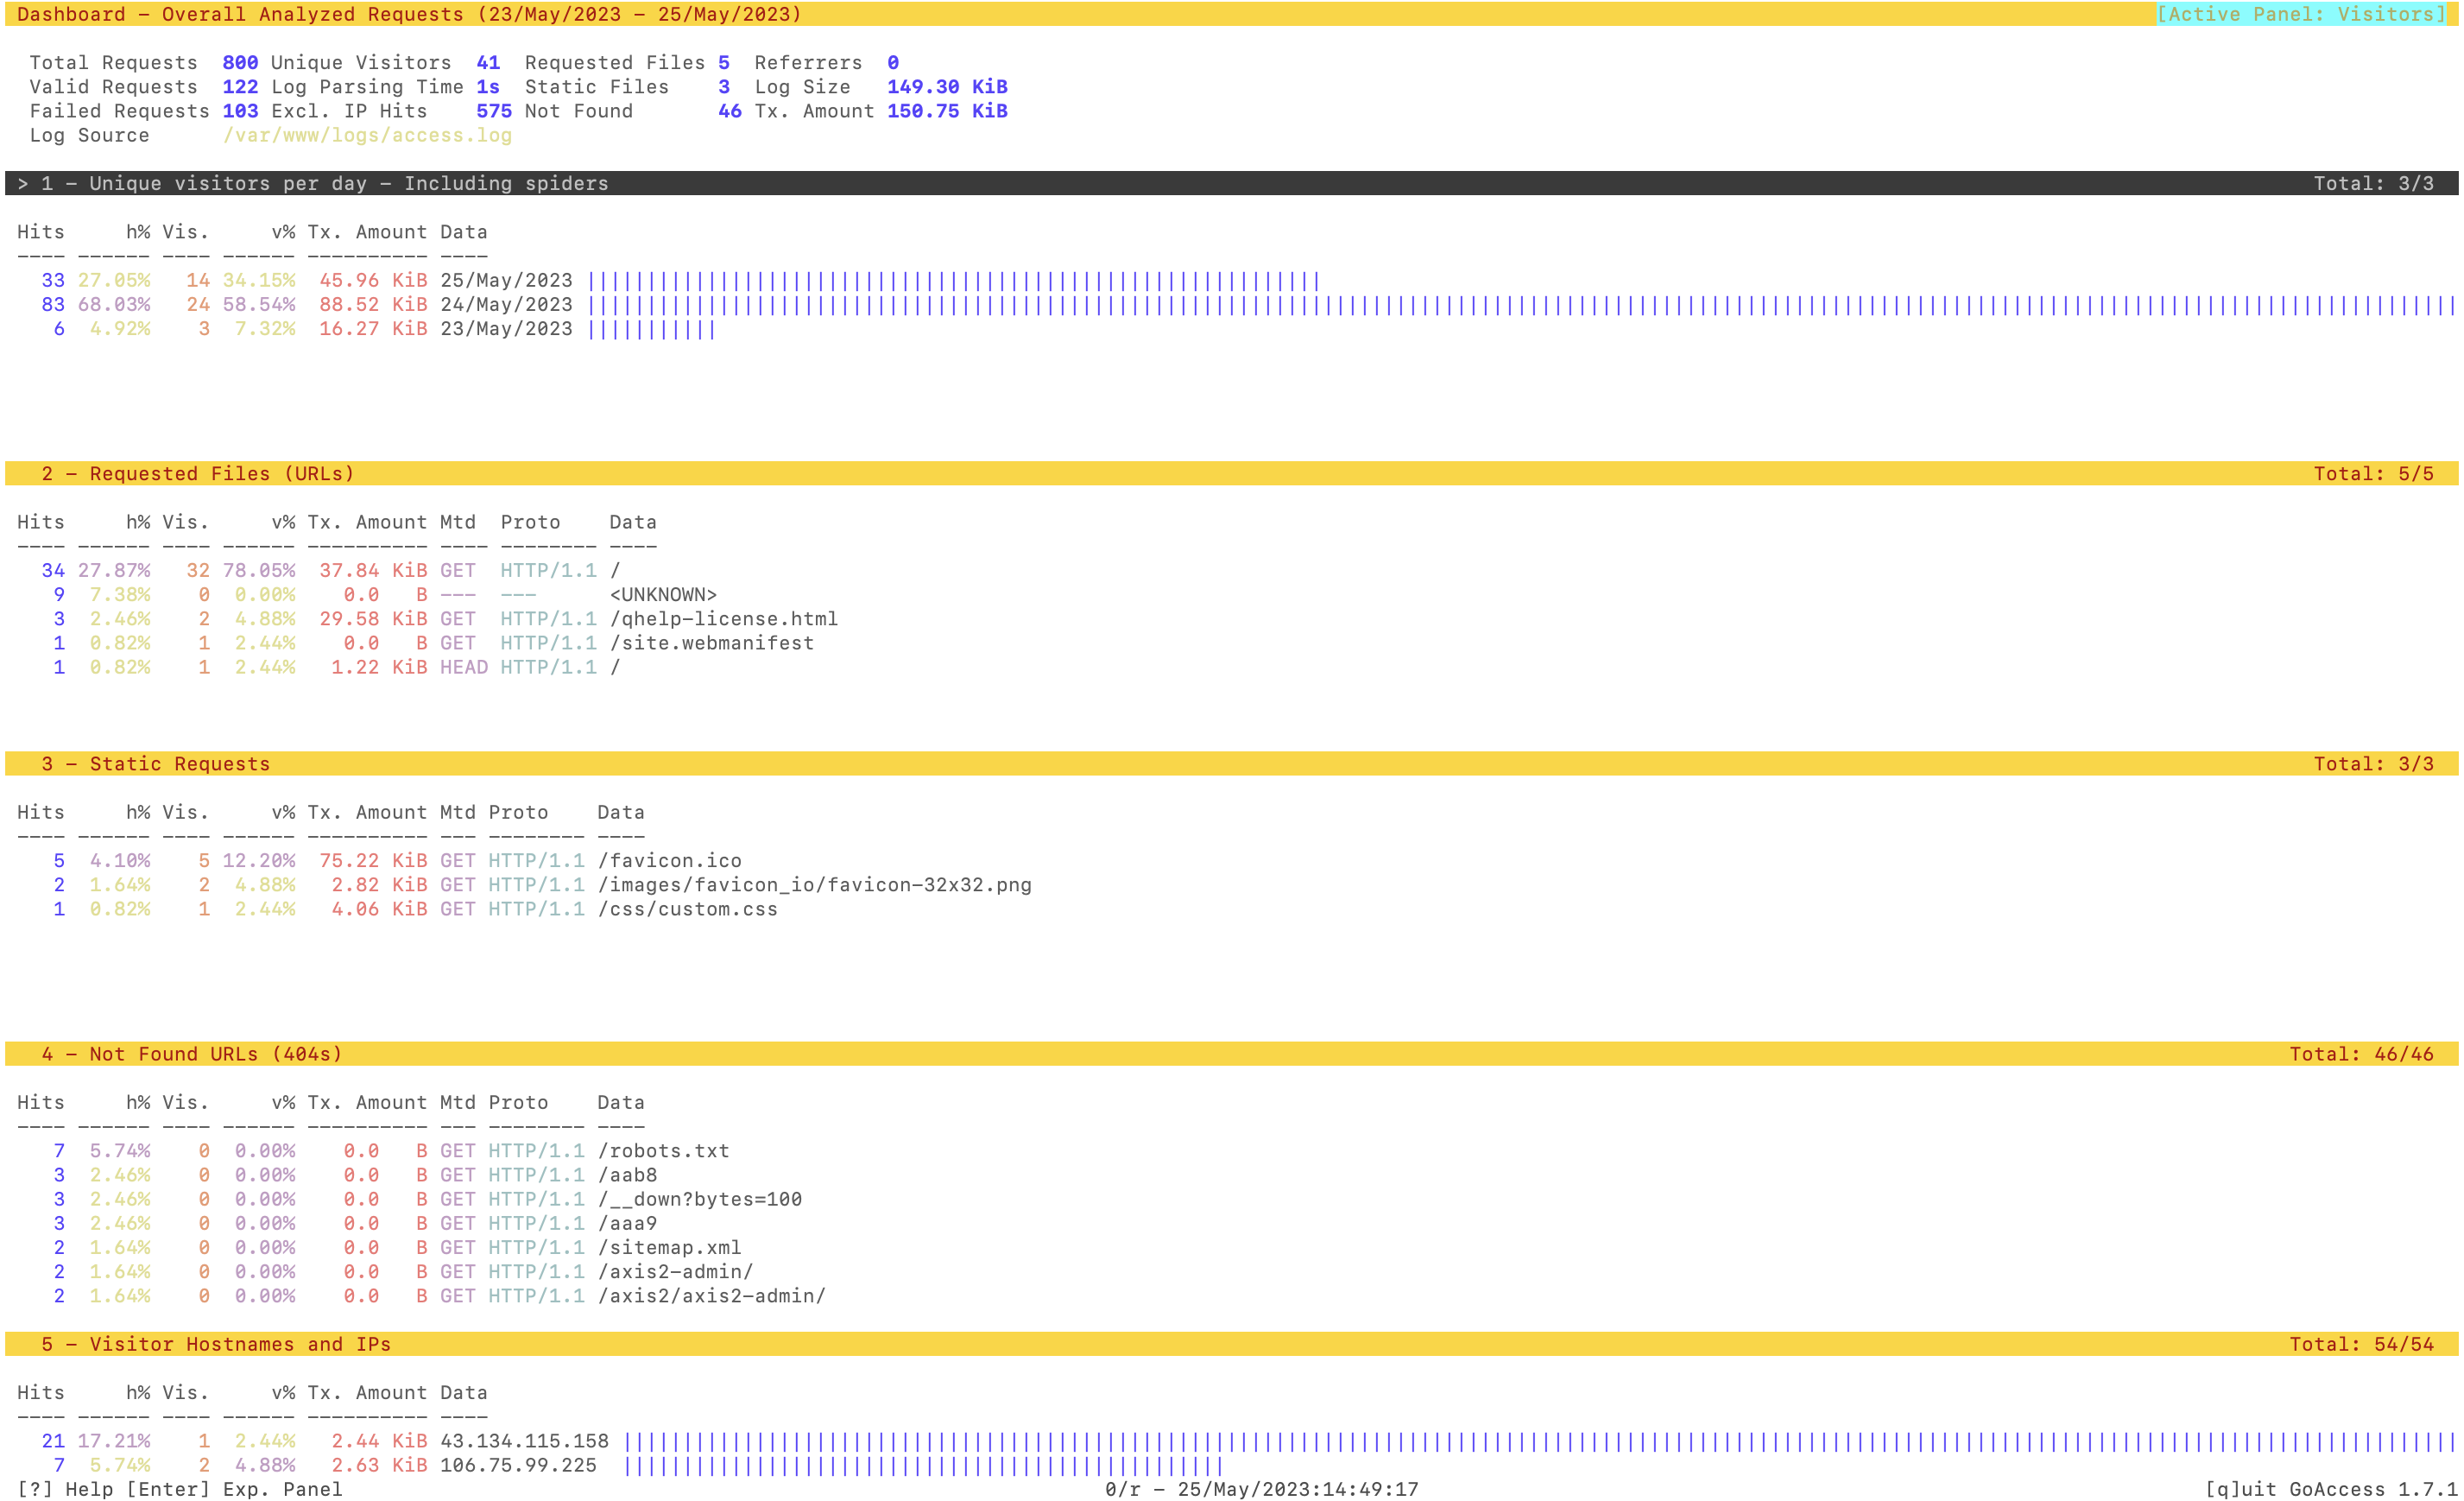 Dashboard - Overall Analyzed Requests (23/May/2023 - 25/May/2023) [Active Panel: Visitors]
Total Requests 800 Unique Visitors 41 Requested Files 5 Referrers 0
Valid Requests 122 Log Parsing Time 1s Static Files 3 Log Size 149.30 KiB
Failed Requests 103 Excl. IP Hits 575 Not Found 46 Tx. Amount 150.75 KiB
Log Source /var/www/logs/access.log
> 1 - Unique visitors per day - Including spiders Total: 3/3
Hits h% Vis. v% Tx. Amount Data
---- ------ ---- ------ ---------- ----
33 27.05% 14 34.15% 45.96 KiB 25/May/2023
83 68.03% 24 58.54% 88.52 KiB 24/May/2023
6 4.92% 3 7.32% 16.27 KiB 23/May/2023
2 - Requested Files (URLs) Total: 5/5
Hits h% Vis. v% Tx. Amount Mtd Proto Data
---- ------ ---- ------ ---------- ---- -------- ----
34 27.87% 32 78.05% 37.84 KiB GET HTTP/1.1 /
9 7.38% 0 0.00% 0.0 B --- --- <UNKNOWN>
3 2.46% 2 4.88% 29.58 KiB GET HTTP/1.1 /qhelp-license.html
1 0.82% 1 2.44% 0.0 B GET HTTP/1.1 /site.webmanifest
1 0.82% 1 2.44% 1.22 KiB HEAD HTTP/1.1 /
3 - Static Requests Total: 3/3
Hits h% Vis. v% Tx. Amount Mtd Proto Data
---- ------ ---- ------ ---------- --- -------- ----
5 4.10% 5 12.20% 75.22 KiB GET HTTP/1.1 /favicon.ico
2 1.64% 2 4.88% 2.82 KiB GET HTTP/1.1 /images/favicon_io/favicon-32x32.png
1 0.82% 1 2.44% 4.06 KiB GET HTTP/1.1 /css/custom.css
4 - Not Found URLs (404s) Total: 46/46
Hits h% Vis. v% Tx. Amount Mtd Proto Data
---- ------ ---- ------ ---------- --- -------- ----
7 5.74% 0 0.00% 0.0 B GET HTTP/1.1 /robots.txt
3 2.46% 0 0.00% 0.0 B GET HTTP/1.1 /aab8
3 2.46% 0 0.00% 0.0 B GET HTTP/1.1 /__down?bytes=100
3 2.46% 0 0.00% 0.0 B GET HTTP/1.1 /aaa9
2 1.64% 0 0.00% 0.0 B GET HTTP/1.1 /sitemap.xml
2 1.64% 0 0.00% 0.0 B GET HTTP/1.1 /axis2-admin/
2 1.64% 0 0.00% 0.0 B GET HTTP/1.1 /axis2/axis2-admin/
5 - Visitor Hostnames and IPs Total: 54/54
Hits h% Vis. v% Tx. Amount Data
---- ------ ---- ------ ---------- ----
21 17.21% 1 2.44% 2.44 KiB 43.134.115.158
7 5.74% 2 4.88% 2.63 KiB 106.75.99.225
[?] Help [Enter] Exp. Panel 0/r - 25/May/2023:14:49:17 [q]uit GoAccess 1.7.1